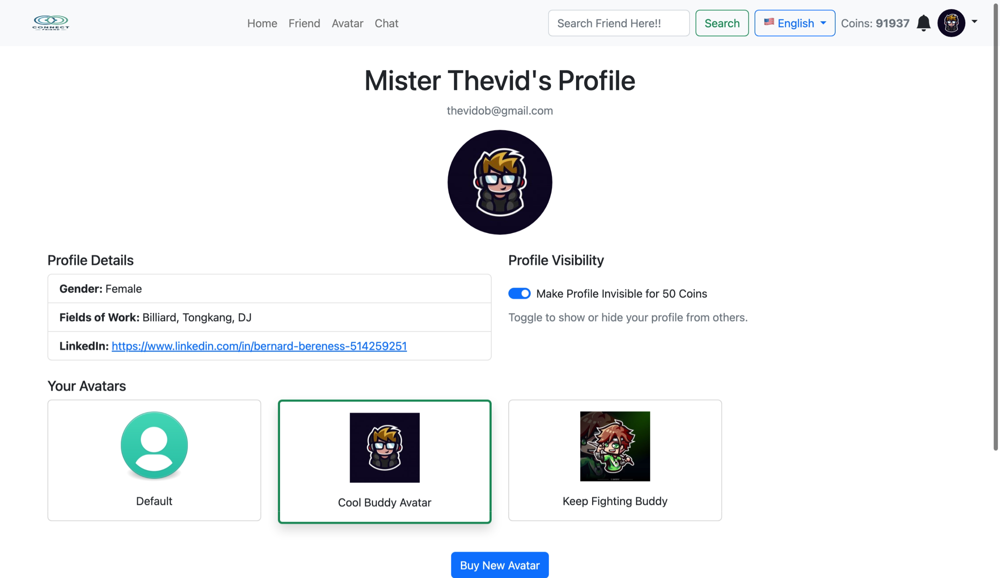 CONNECT
FRIEND
Home Friend Avatar Chat
Search Friend Here!! Search English Coins: 91937
Mister Thevid's Profile
thevidob@gmail.com
Profile Details
Gender: Female
Fields of Work: Billiard, Tongkang, DJ
LinkedIn: https://www.linkedin.com/in/bernard-bereness-514259251
Profile Visibility
Make Profile Invisible for 50 Coins
Toggle to show or hide your profile from others.
Your Avatars
Default
Cool Buddy Avatar
Keep Fighting Buddy
Buy New Avatar